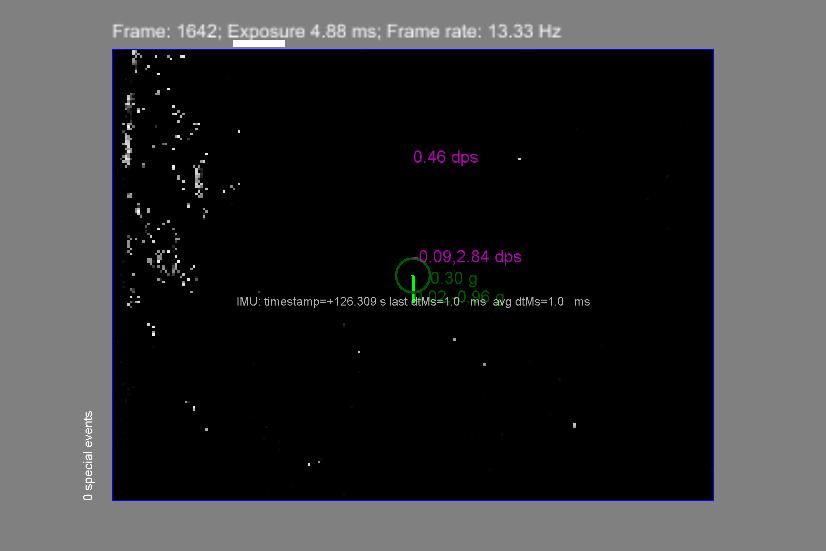 Frame: 1642; Exposure 4.88 ms; Frame rate: 13.33 Hz
0.46 dps
-0.09,2.84 dps
0.30 g
0.96 g
IMU: timestamp=+126.309 s last dtMs=1.0 ms avg dtMs=1.0 ms
0 special events